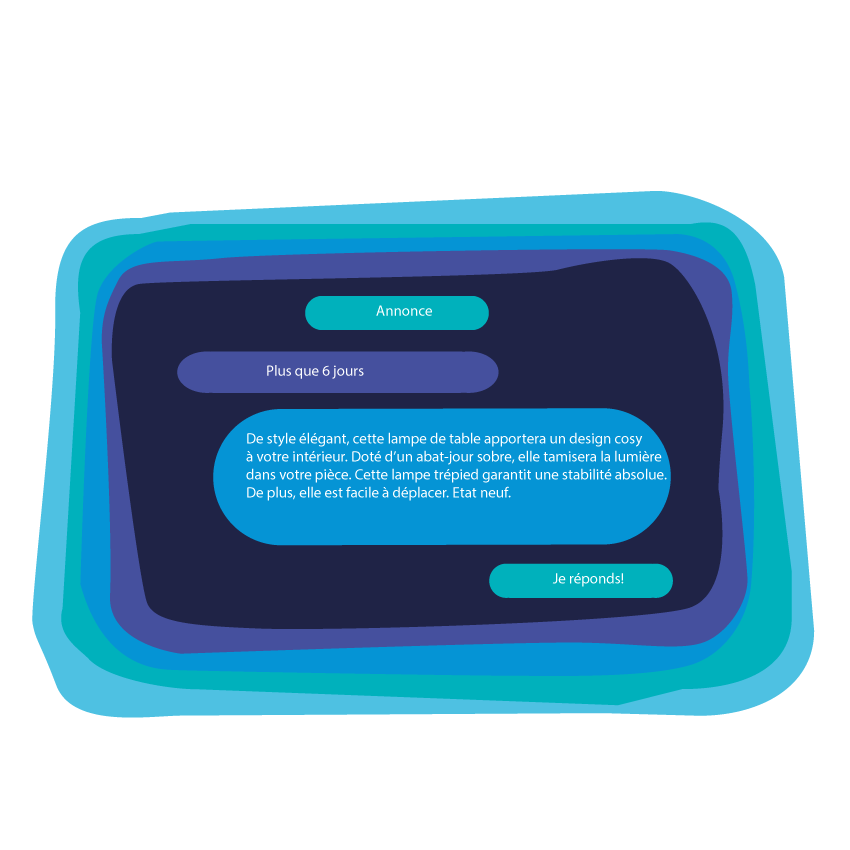 Annonce
Plus que 6 jours
De style élégant, cette lampe de table apportera un design cosy
à votre intérieur. Doté d'un abat-jour sobre, elle tamisera la lumière
dans votre pièce. Cette lampe trépied garantit une stabilité absolue.
De plus, elle est facile à déplacer. Etat neuf.
Je réponds!